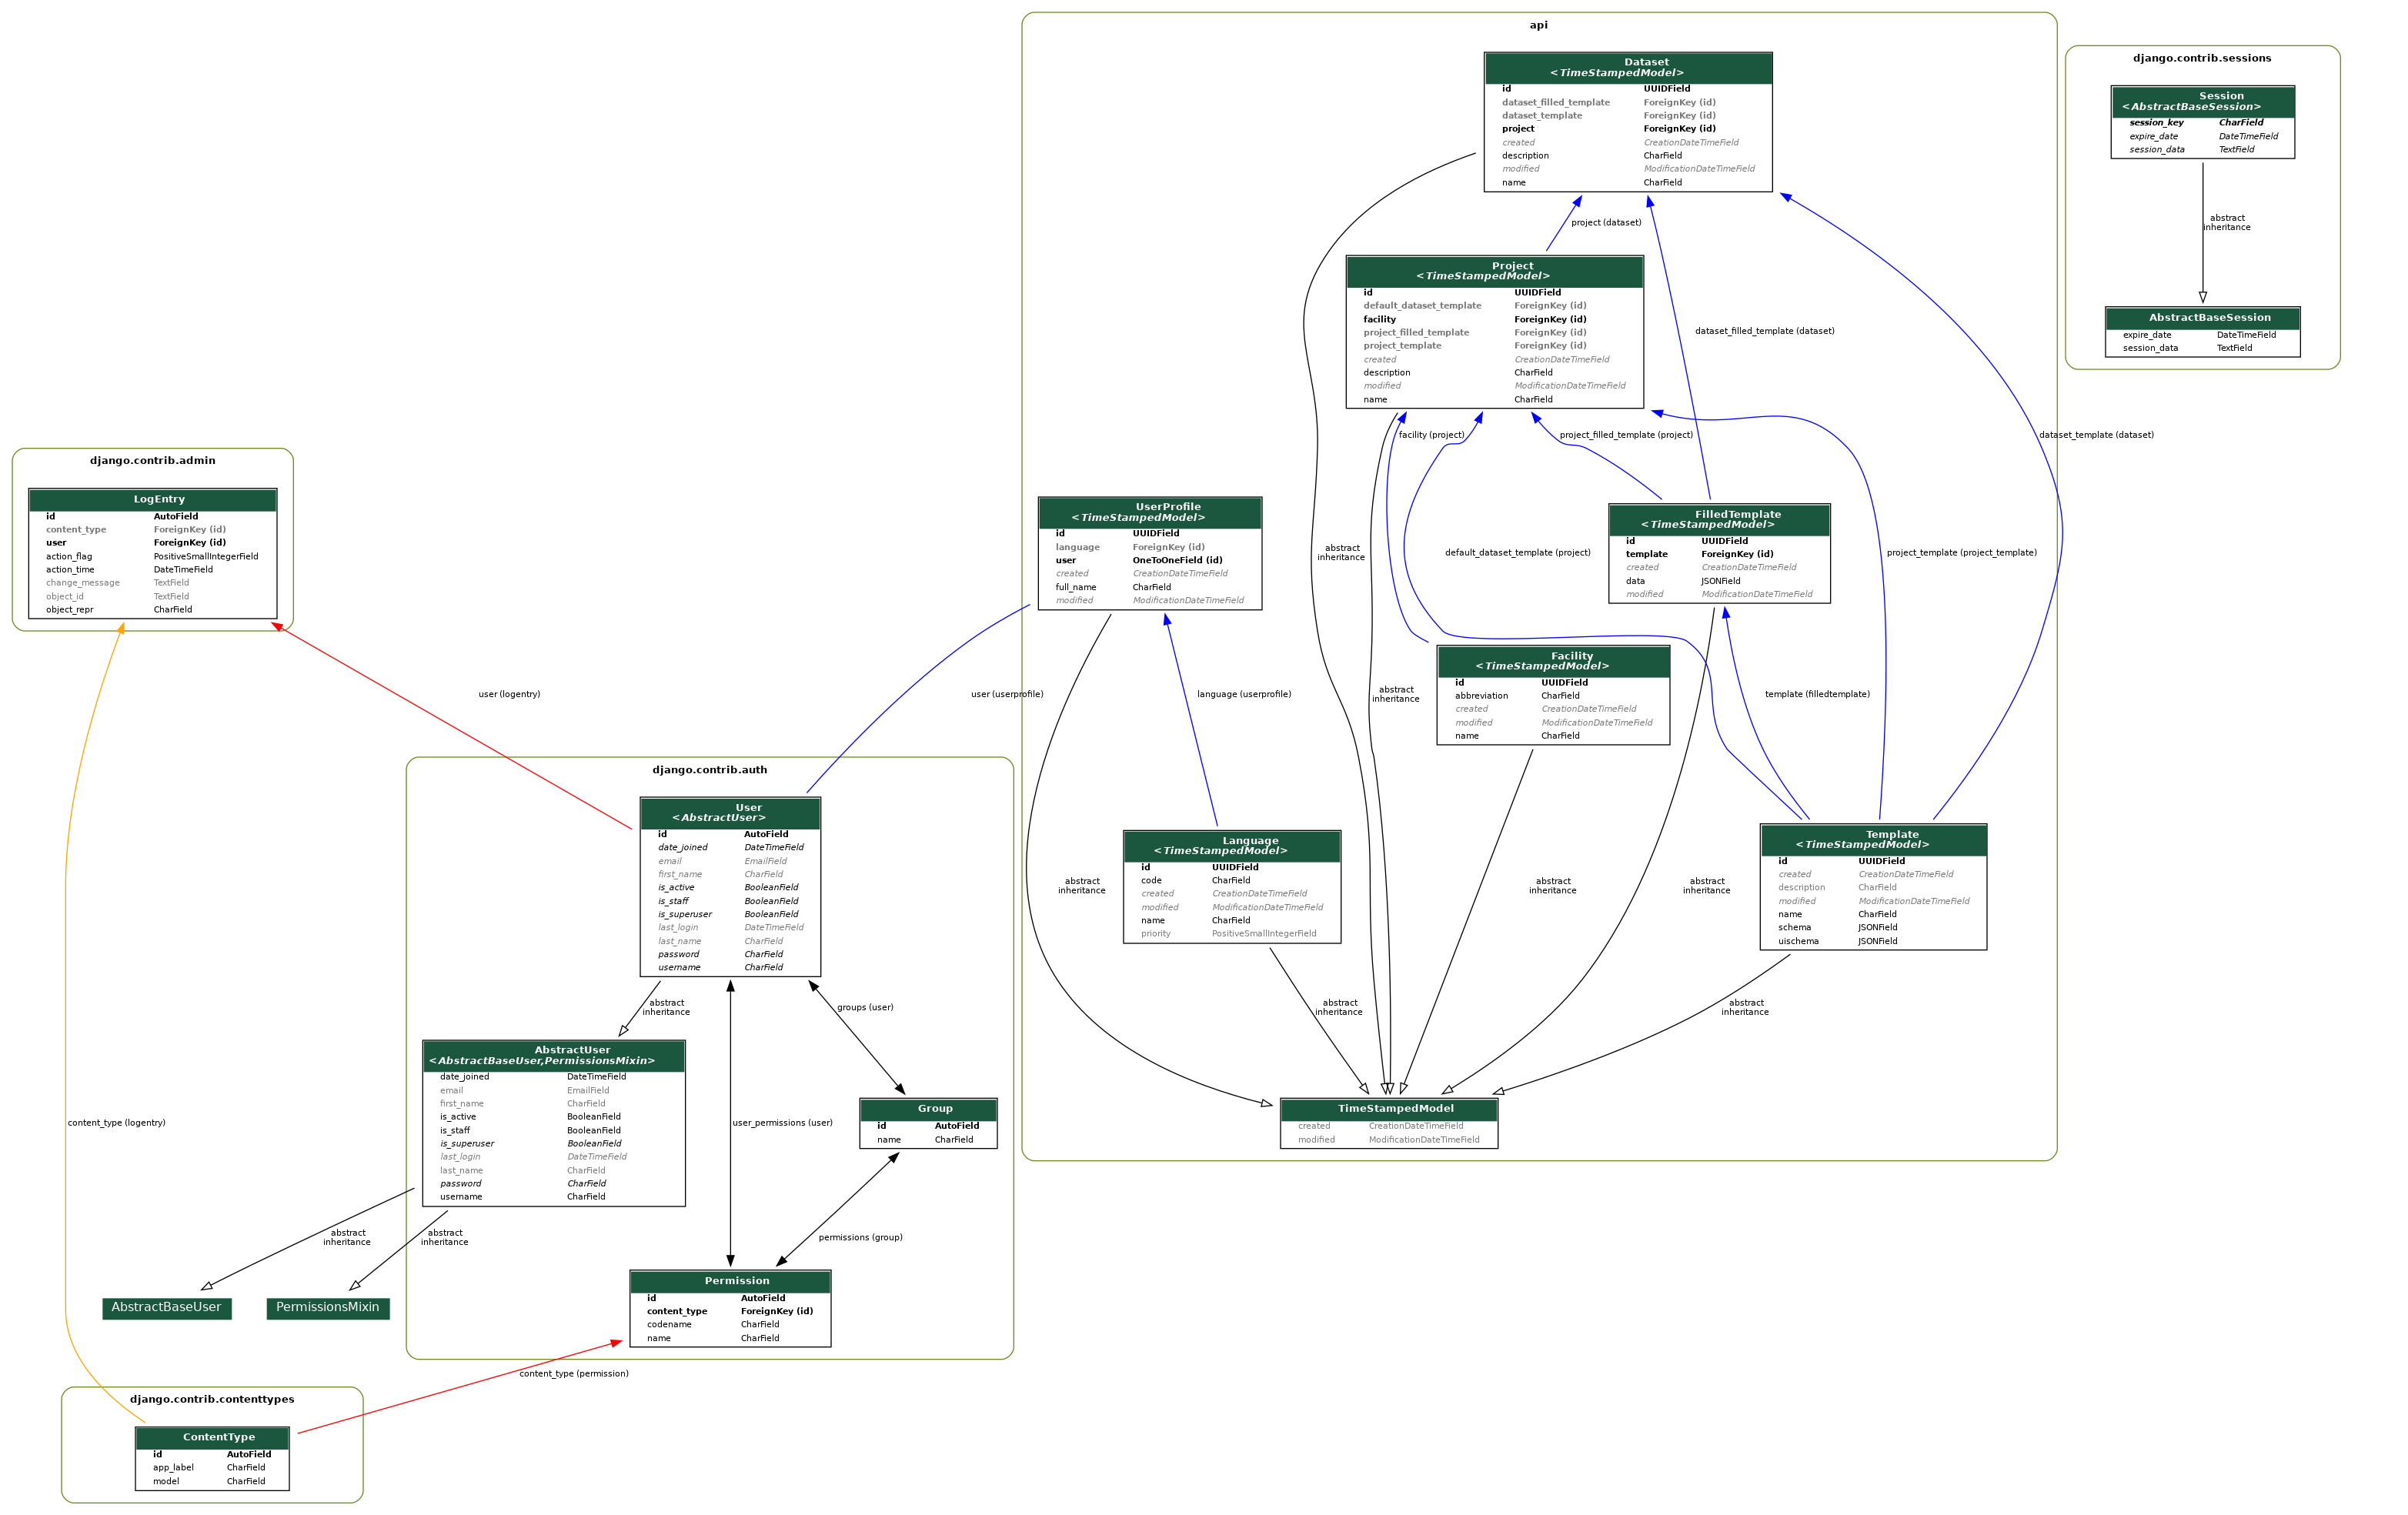 api
Dataset
<TimeStampedModel>
id UUIDField
dataset_filled_template ForeignKey (id)
dataset_template ForeignKey (id)
project ForeignKey (id)
created CreationDateTimeField
description CharField
modified ModificationDateTimeField
name CharField
project (dataset)
dataset_filled_template (dataset)
dataset_template (dataset)
Project
<TimeStampedModel>
id UUIDField
default_dataset_template ForeignKey (id)
facility ForeignKey (id)
project_filled_template ForeignKey (id)
project_template ForeignKey (id)
created CreationDateTimeField
description CharField
modified ModificationDateTimeField
name CharField
facility (project)
project_filled_template (project)
default_dataset_template (project)
project_template (project_template)
abstract
inheritance
abstract
inheritance
UserProfile
<TimeStampedModel>
id UUIDField
language ForeignKey (id)
user OneToOneField (id)
created CreationDateTimeField
full_name CharField
modified ModificationDateTimeField
FilledTemplate
<TimeStampedModel>
id UUIDField
template ForeignKey (id)
created CreationDateTimeField
data JSONField
modified ModificationDateTimeField
Facility
<TimeStampedModel>
id UUIDField
abbreviation CharField
created CreationDateTimeField
modified ModificationDateTimeField
name CharField
user (userprofile)
language (userprofile)
template (filledtemplate)
Language
<TimeStampedModel>
id UUIDField
code CharField
created CreationDateTimeField
modified ModificationDateTimeField
name CharField
priority PositiveSmallIntegerField
Template
<TimeStampedModel>
id UUIDField
created CreationDateTimeField
description CharField
modified ModificationDateTimeField
name CharField
schema JSONField
uischema JSONField
abstract
inheritance
abstract
inheritance
abstract
inheritance
abstract
inheritance
abstract
inheritance
TimeStampedModel
created CreationDateTimeField
modified ModificationDateTimeField
django.contrib.sessions
Session
<AbstractBaseSession>
session_key CharField
expire_date DateTimeField
session_data TextField
abstract
inheritance
AbstractBaseSession
expire_date DateTimeField
session_data TextField
django.contrib.admin
LogEntry
id AutoField
content_type ForeignKey (id)
user ForeignKey (id)
action_flag PositiveSmallIntegerField
action_time DateTimeField
change_message TextField
object_id TextField
object_repr CharField
user (logentry)
django.contrib.auth
User
<AbstractUser>
id AutoField
date_joined DateTimeField
email EmailField
first_name CharField
is_active BooleanField
is_staff BooleanField
is_superuser BooleanField
last_login DateTimeField
last_name CharField
password CharField
username CharField
abstract
inheritance
groups (user)
AbstractUser
<AbstractBaseUser,PermissionsMixin>
date_joined DateTimeField
email EmailField
first_name CharField
is_active BooleanField
is_staff BooleanField
is_superuser BooleanField
last_login DateTimeField
last_name CharField
password CharField
username CharField
Group
id AutoField
name CharField
content_type (logentry)
user_permissions (user)
abstract
inheritance
abstract
inheritance
permissions (group)
AbstractBaseUser
PermissionsMixin
Permission
id AutoField
content_type ForeignKey (id)
codename CharField
name CharField
content_type (permission)
django.contrib.contenttypes
ContentType
id AutoField
app_label CharField
model CharField